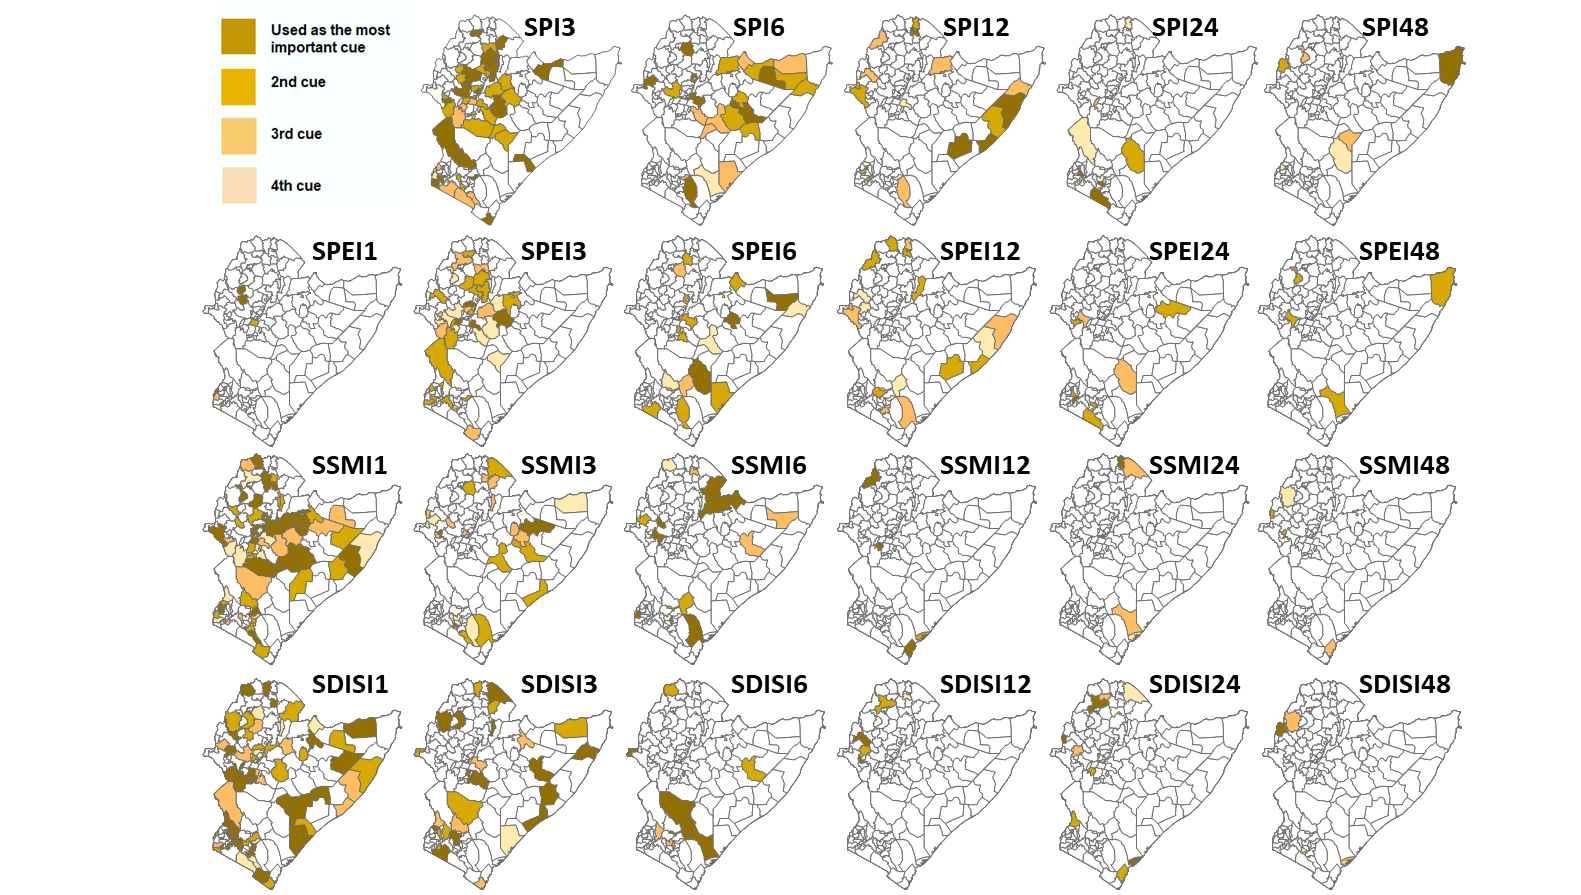 Used as the most
important cue
2nd cue
3rd cue
4th cue
SPI3
SPI6
SPI12
SPI24
SPI48
SPEI1
SPEI3
SPEI6
SPEI12
SPEI24
SPEI48
SSMI1
SSMI3
SSMI6
SSMI12
SSMI24
SSMI48
SDISI1
SDISI3
SDISI6
SDISI12
SDISI24
SDISI48